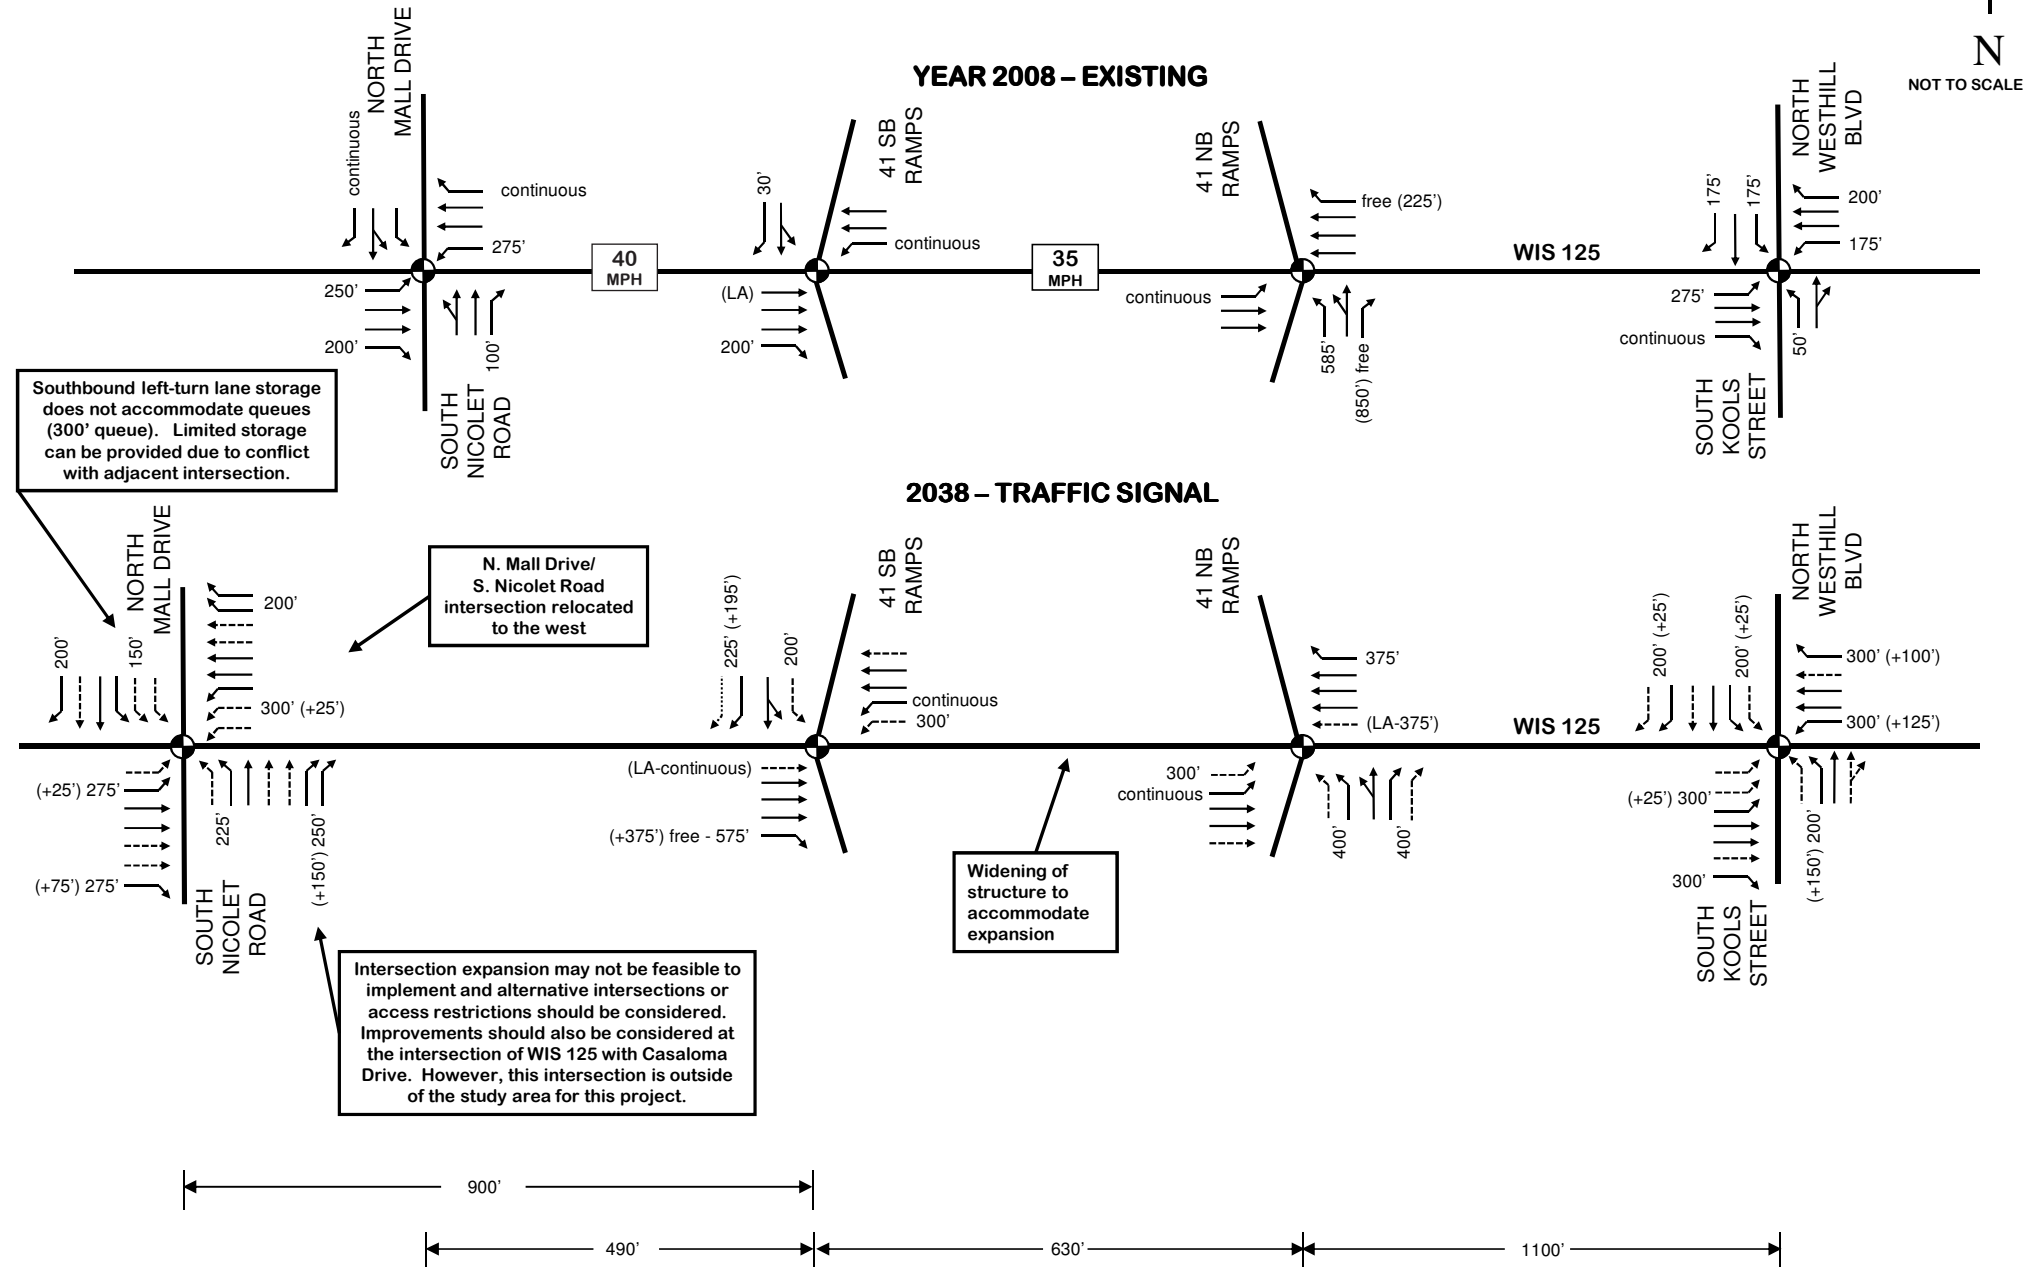 N
NOT TO SCALE
YEAR 2008 – EXISTING
NORTH
MALL DRIVE
continuous
continuous
275'
250'
200'
100'
SOUTH
NICOLET
ROAD
40
MPH
41 SB
RAMPS
30'
continuous
(LA)
200'
35
MPH
41 NB
RAMPS
free (225')
continuous
585'
(850') free
WIS 125
NORTH
WESTHILL
BLVD
175'
175'
200'
175'
275'
continuous
50'
SOUTH
KOOLS
STREET
Southbound left-turn lane storage
does not accommodate queues
(300' queue). Limited storage
can be provided due to conflict
with adjacent intersection.
2038 – TRAFFIC SIGNAL
NORTH
MALL DRIVE
200'
150'
200'
300' (+25')
(+25') 275'
(+75') 275'
225'
(+150') 250'
SOUTH
NICOLET
ROAD
N. Mall Drive/
S. Nicolet Road
intersection relocated
to the west
41 SB
RAMPS
225' (+195')
200'
continuous
300'
(LA-continuous)
(+375') free - 575'
41 NB
RAMPS
375'
(LA-375')
300'
continuous
400'
400'
WIS 125
NORTH
WESTHILL
BLVD
200' (+25')
200' (+25')
300' (+100')
300' (+125')
(+25') 300'
300'
(+150') 200'
SOUTH
KOOLS
STREET
Widening of
structure to
accommodate
expansion
Intersection expansion may not be feasible to
implement and alternative intersections or
access restrictions should be considered.
Improvements should also be considered at
the intersection of WIS 125 with Casaloma
Drive. However, this intersection is outside
of the study area for this project.
900'
490'
630'
1100'